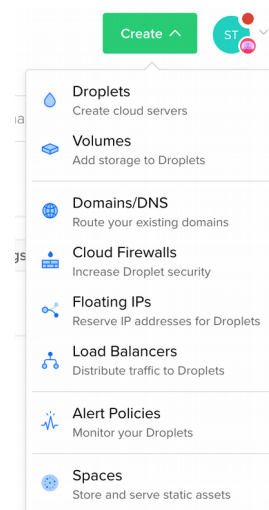 Create
ST
Droplets
Create cloud servers
Volumes
Add storage to Droplets
Domains/DNS
Route your existing domains
Cloud Firewalls
Increase Droplet security
Floating IPs
Reserve IP addresses for Droplets
Load Balancers
Distribute traffic to Droplets
Alert Policies
Monitor your Droplets
Spaces
Store and serve static assets